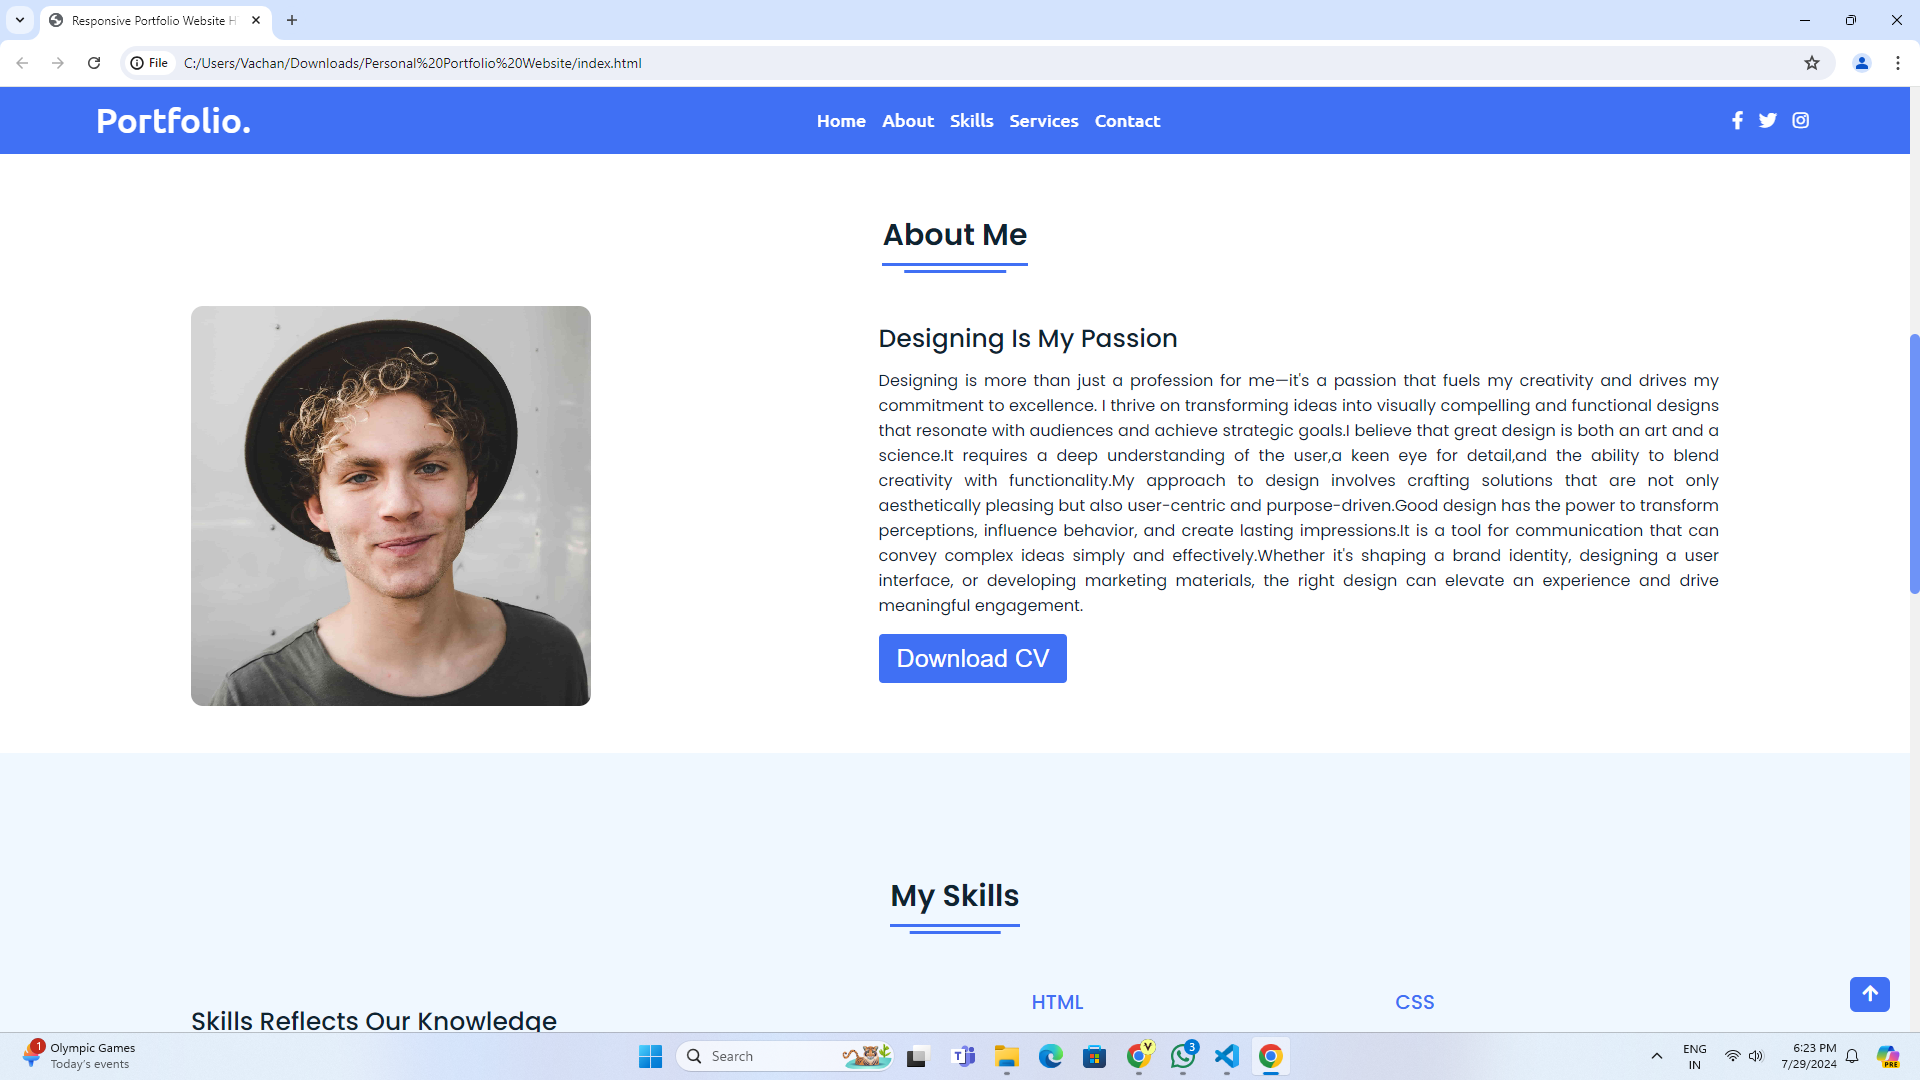 Responsive Portfolio Website H
File
C:/Users/Vachan/Downloads/Personal%20Portfolio%20Website/index.html
Portfolio.
Home About Skills Services Contact
About Me
Designing Is My Passion
Designing is more than just a profession for me—it's a passion that fuels my creativity and drives my
commitment to excellence. I thrive on transforming ideas into visually compelling and functional designs
that resonate with audiences and achieve strategic goals.I believe that great design is both an art and a
science.It requires a deep understanding of the user,a keen eye for detail,and the ability to blend
creativity with functionality.My approach to design involves crafting solutions that are not only
aesthetically pleasing but also user-centric and purpose-driven.Good design has the power to transform
perceptions, influence behavior, and create lasting impressions.It is a tool for communication that can
convey complex ideas simply and effectively.Whether it's shaping a brand identity, designing a user
interface, or developing marketing materials, the right design can elevate an experience and drive
meaningful engagement.
Download CV
My Skills
HTML CSS
Skills Reflects Our Knowledge
1
Olympic Games
Today's events
Search
T
V
3
ENG
IN
6:23 PM
7/29/2024
PRE